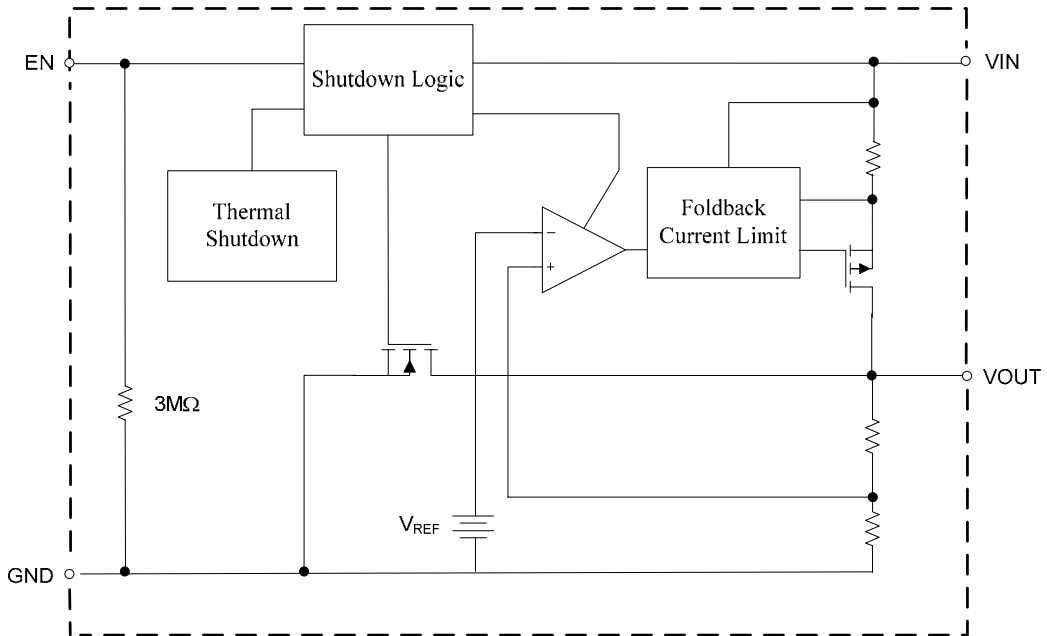 EN
Shutdown Logic
VIN
Thermal
Shutdown
Foldback
Current Limit
−
+
VOUT
3MΩ
VREF
GND